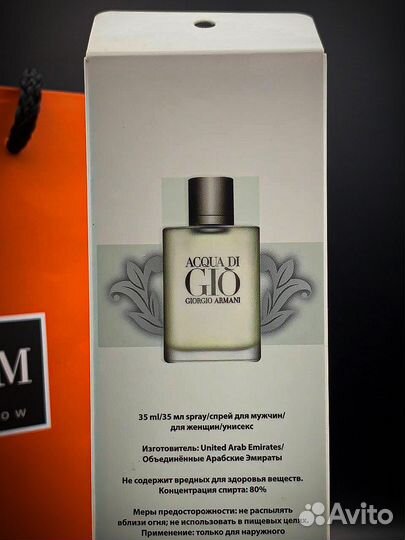 ACQUA DI
GIÒ
GIORGIO ARMANI
M
OW
35 ml/35 мл spray/спрей для мужчин/
для женщин/унисекс
Изготовитель: United Arab Emirates/
Объединённые Арабские Эмираты
Не содержит вредных для здоровья веществ.
Концентрация спирта: 80%
Меры предосторожности: не распылять
вблизи огня; не использовать в пищевых целях.
Применение: только для наружного
Avito